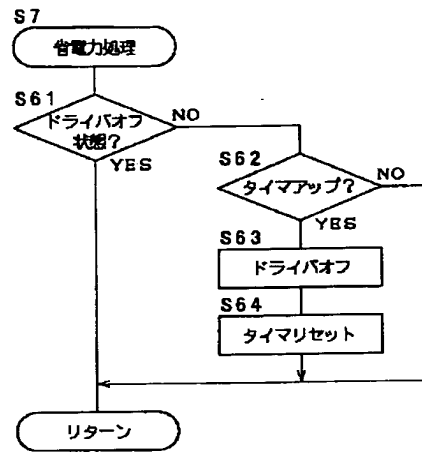 S7
省電力処理
S61
ドライバオフ
状態?
NO
YES
S62
タイマアップ?
NO
YES
S63
ドライバオフ
S64
タイマリセット
リターン